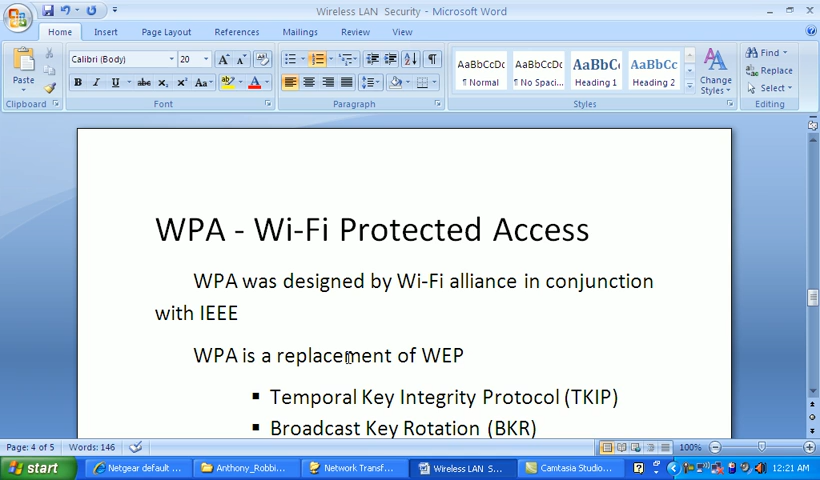 Wireless LAN Security - Microsoft Word
Home Insert Page Layout References Mailings Review View
Paste
Calibri (Body) 20
AaBbCcDc AaBbCcDc AaBbC AaBbCc
¶ Normal ¶ No Spaci... Heading 1 Heading 2
Change Styles
Find
Replace
Select
Clipboard Font Paragraph Styles Editing
WPA - Wi-Fi Protected Access
WPA was designed by Wi-Fi alliance in conjunction
with IEEE
WPA is a replacement of WEP
▪ Temporal Key Integrity Protocol (TKIP)
▪ Broadcast Key Rotation (BKR)
Page: 4 of 5 Words: 146 100%
start Netgear default ... Anthony_Robbi... Network Transf... Wireless LAN S... Camtasia Studio... 12:21 AM